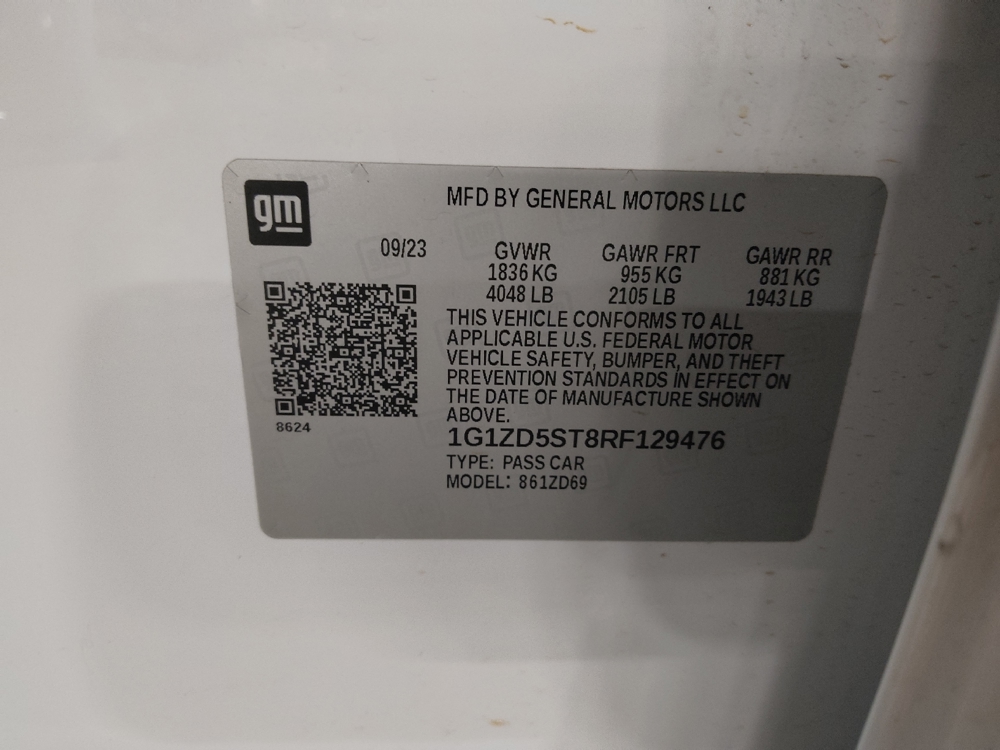 gm
MFD BY GENERAL MOTORS LLC
09/23 GVWR GAWR FRT GAWR RR
1836 KG 955 KG 881 KG
4048 LB 2105 LB 1943 LB
THIS VEHICLE CONFORMS TO ALL
APPLICABLE U.S. FEDERAL MOTOR
VEHICLE SAFETY, BUMPER, AND THEFT
PREVENTION STANDARDS IN EFFECT ON
THE DATE OF MANUFACTURE SHOWN
ABOVE.
8624
1G1ZD5ST8RF129476
TYPE: PASS CAR
MODEL: 861ZD69